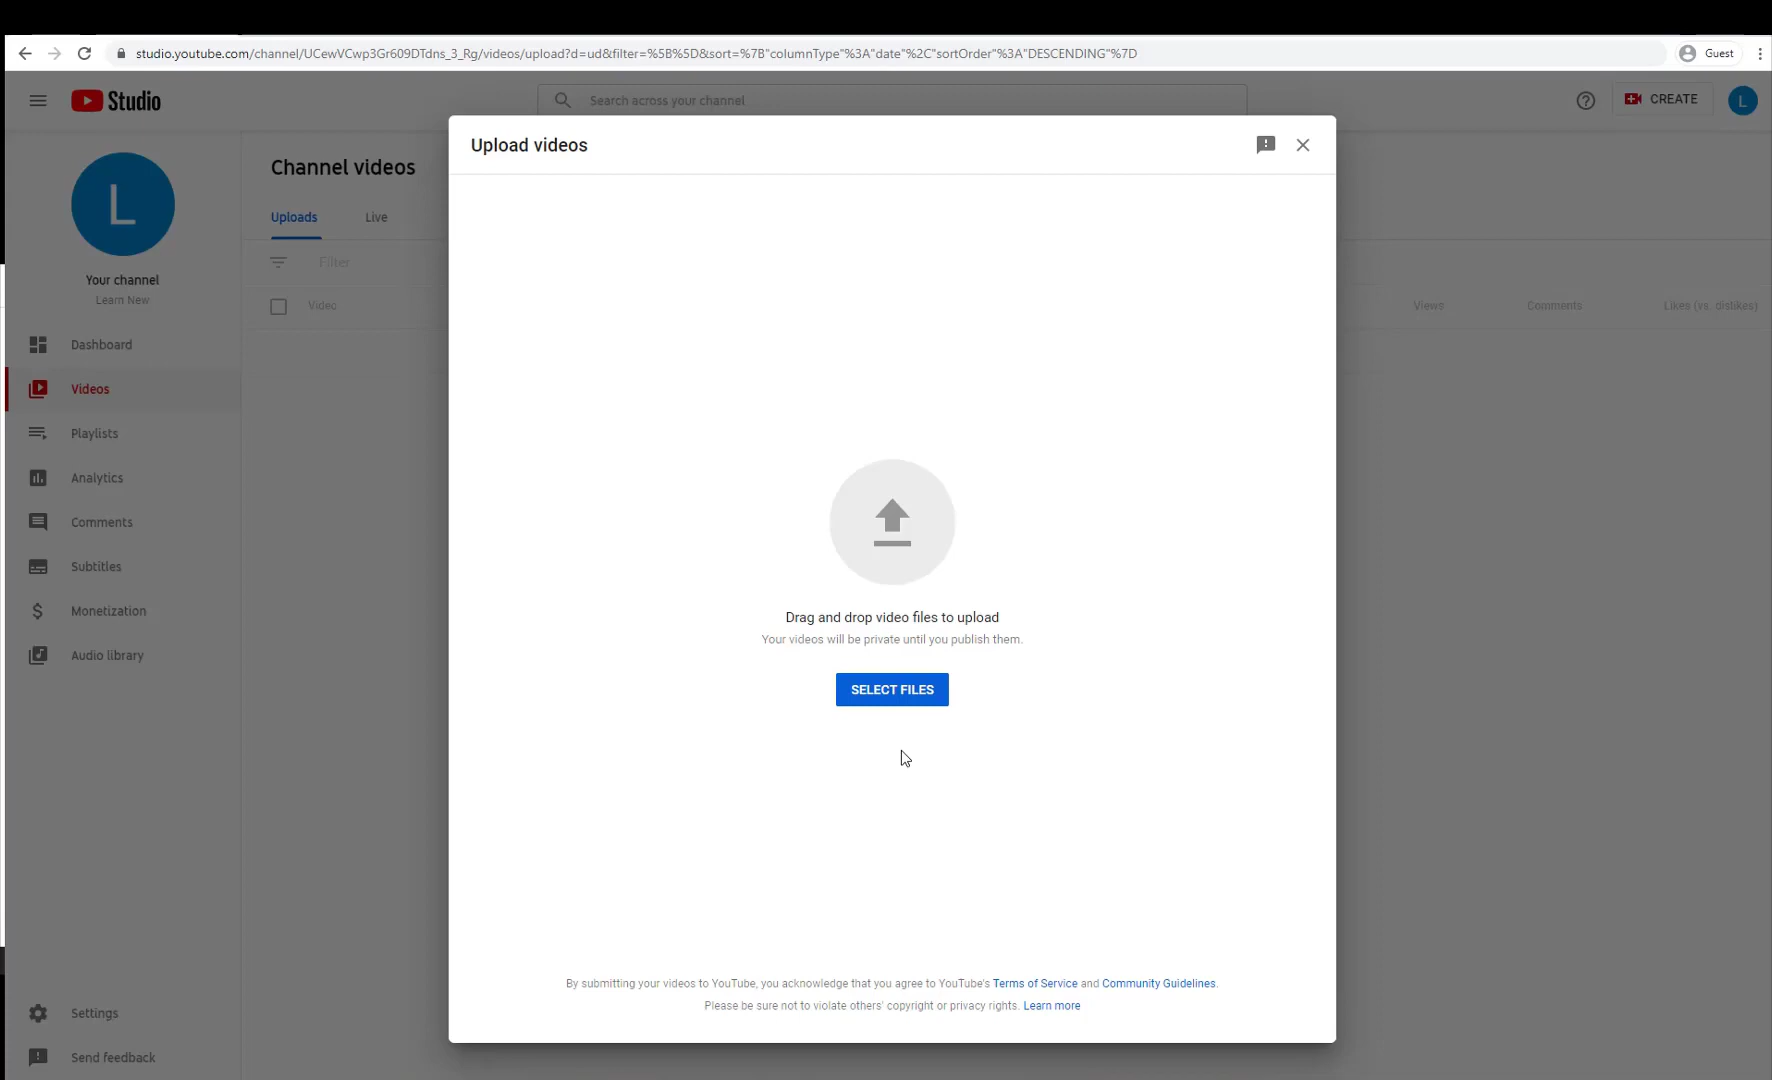 studio.youtube.com/channel/UCewVCwp3Gr609DTdns_3_Rg/videos/upload?d=ud&filter=%5B%5D&sort=%7B"columnType"%3A"date"%2C"sortOrder"%3A"DESCENDING"%7D
Guest
Studio
Search across your channel
CREATE
L
Upload videos
L
Channel videos
Uploads
Live
Your channel
Learn New
Filter
Video
Views
Comments
Likes (vs. dislikes)
Dashboard
Videos
Playlists
Analytics
Comments
Subtitles
Monetization
Audio library
Drag and drop video files to upload
Your videos will be private until you publish them.
SELECT FILES
By submitting your videos to YouTube, you acknowledge that you agree to YouTube's Terms of Service and Community Guidelines.
Please be sure not to violate others' copyright or privacy rights. Learn more
Settings
Send feedback